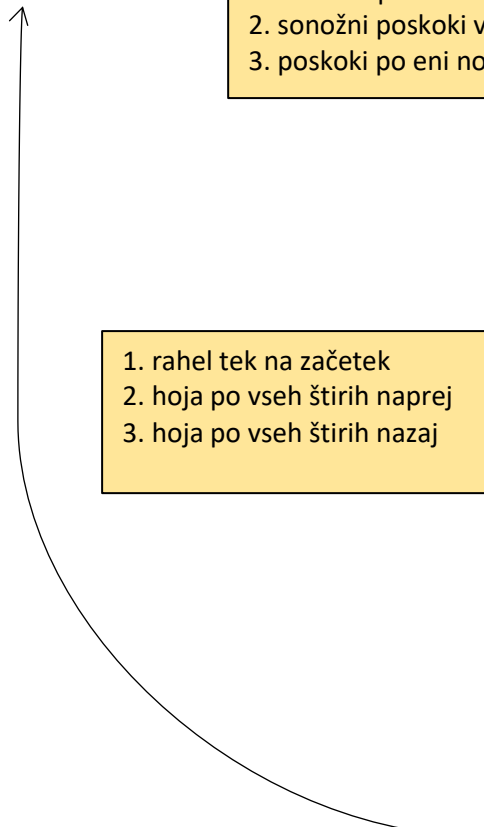 2. sonožni poskoki v
3. poskoki po eni no
1. rahel tek na začetek
2. hoja po vseh štirih naprej
3. hoja po vseh štirih nazaj